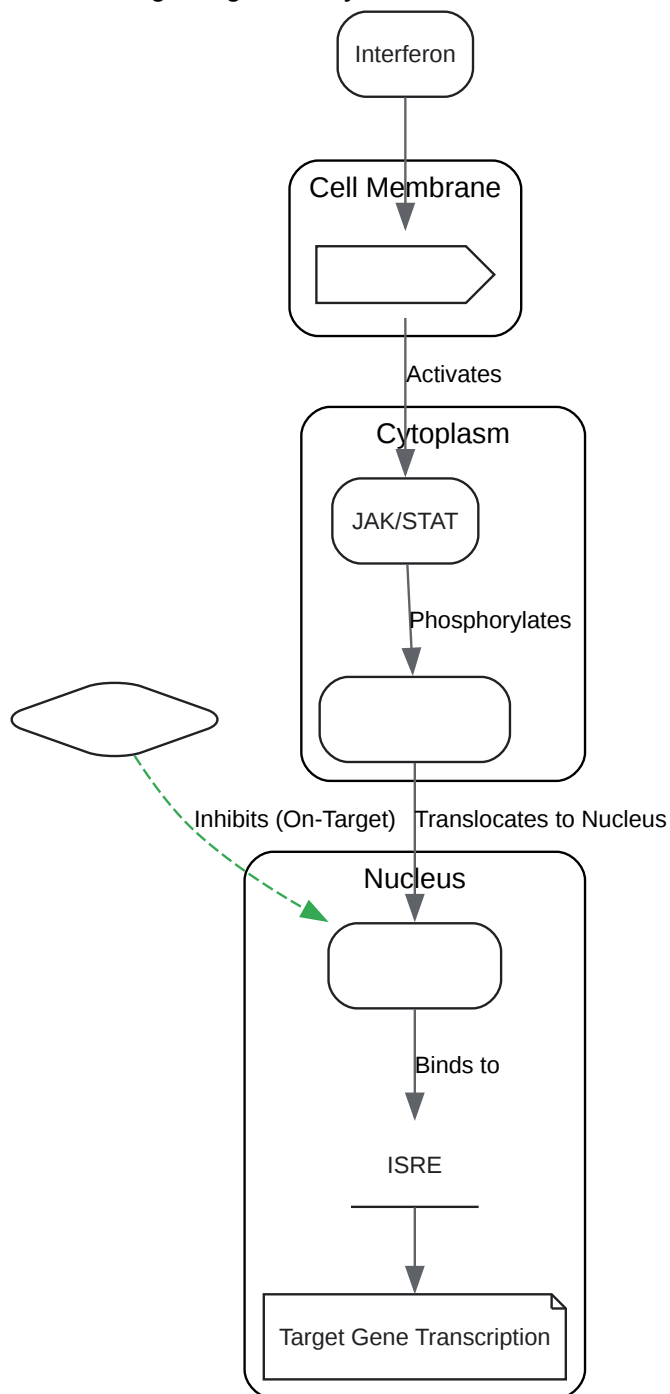 Interferon
Cell Membrane
Activates
Cytoplasm
JAK/STAT
Phosphorylates
Inhibits (On-Target)
Translocates to Nucleus
Nucleus
Binds to
ISRE
Target Gene Transcription